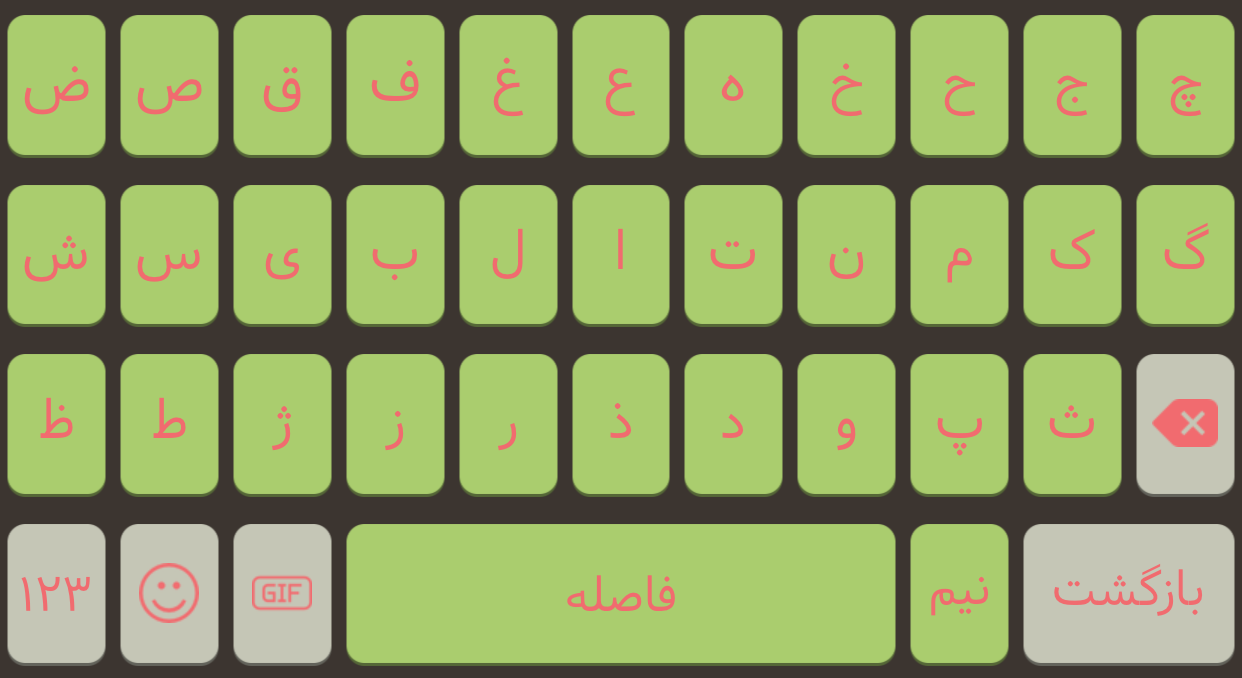 ض ص ق ف غ ع ه خ ح ج چ
ش س ی ب ل ا ت ن م ک گ
ظ ط ژ ز ر ذ د و پ ث
۱۲۳ GIF فاصله نیم بازگشت